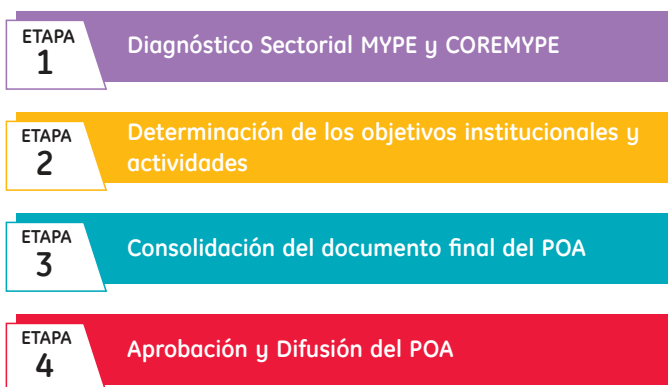 ETAPA
1
Diagnóstico Sectorial MYPE y COREMYPE
ETAPA
2
Determinación de los objetivos institucionales y
actividades
ETAPA
3
Consolidación del documento final del POA
ETAPA
4
Aprobación y Difusión del POA